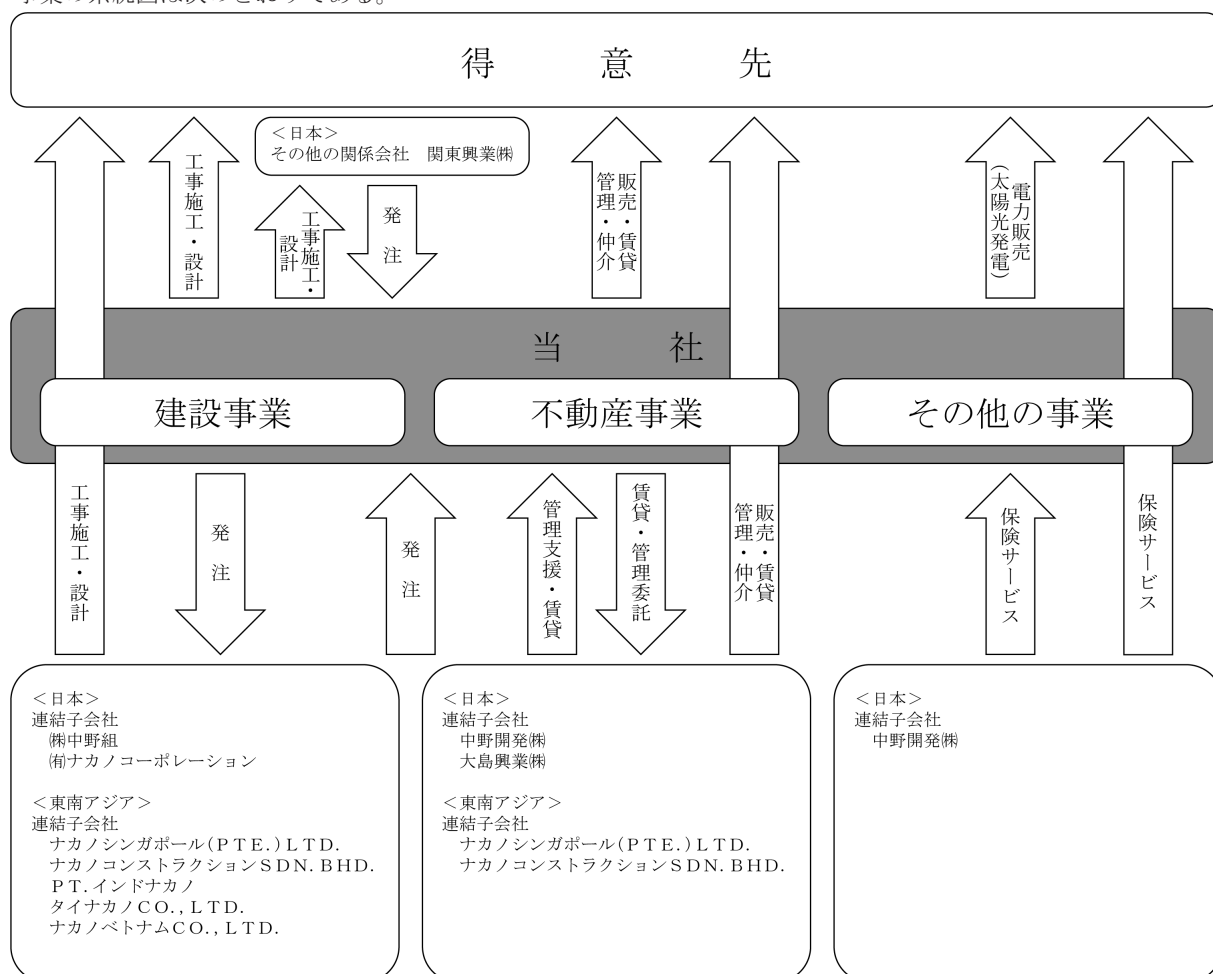 得意先
<日本>
その他の関係会社　関東興業㈱
工事施工・設計
工事施工・
設計
発注
販売・賃貸
管理・仲介
電力販売
(太陽光発電)
当社
建設事業
不動産事業
その他の事業
工事施工・設計
発注
発注
管理支援・賃貸
賃貸・管理委託
販売・賃貸
管理・仲介
保険サービス
保険サービス
<日本>
連結子会社
㈱中野組
㈲ナカノコーポレーション
<東南アジア>
連結子会社
ナカノシンガポール(ＰＴＥ.)ＬＴＤ.
ナカノコンストラクションＳＤＮ.ＢＨＤ.
ＰＴ.インドナカノ
タイナカノＣＯ.,ＬＴＤ.
ナカノベトナムＣＯ.,ＬＴＤ.
<日本>
連結子会社
中野開発㈱
大島興業㈱
<東南アジア>
連結子会社
ナカノシンガポール(ＰＴＥ.)ＬＴＤ.
ナカノコンストラクションＳＤＮ.ＢＨＤ.
<日本>
連結子会社
中野開発㈱